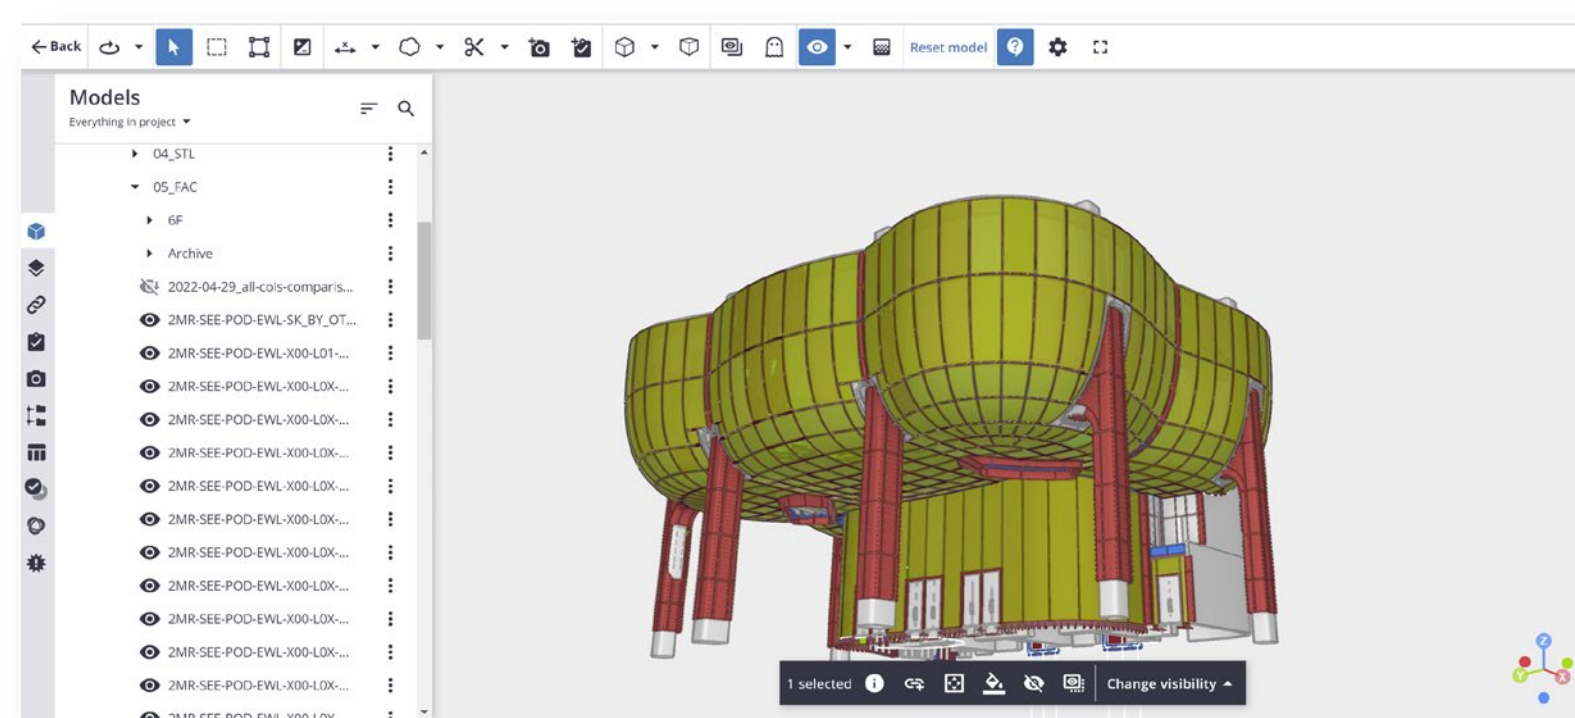 Back
Reset model
Models
Everything in project
04_STL
05_FAC
6F
Archive
2022-04-29_all-cols-comparis...
2MR-SEE-POD-EWL-SK_BY_OT...
2MR-SEE-POD-EWL-X00-L01-...
2MR-SEE-POD-EWL-X00-L0X-...
2MR-SEE-POD-EWL-X00-L0X-...
2MR-SEE-POD-EWL-X00-L0X-...
2MR-SEE-POD-EWL-X00-L0X-...
2MR-SEE-POD-EWL-X00-L0X-...
2MR-SEE-POD-EWL-X00-L0X-...
2MR-SEE-POD-EWL-X00-L0X-...
2MR-SEE-POD-EWL-X00-L0X-...
2MR-SEE-POD-EWL-X00-L0X-...
2MR-SEE-POD-EWL-X00-L0X-...
1 selected
Change visibility
Z
Y
X